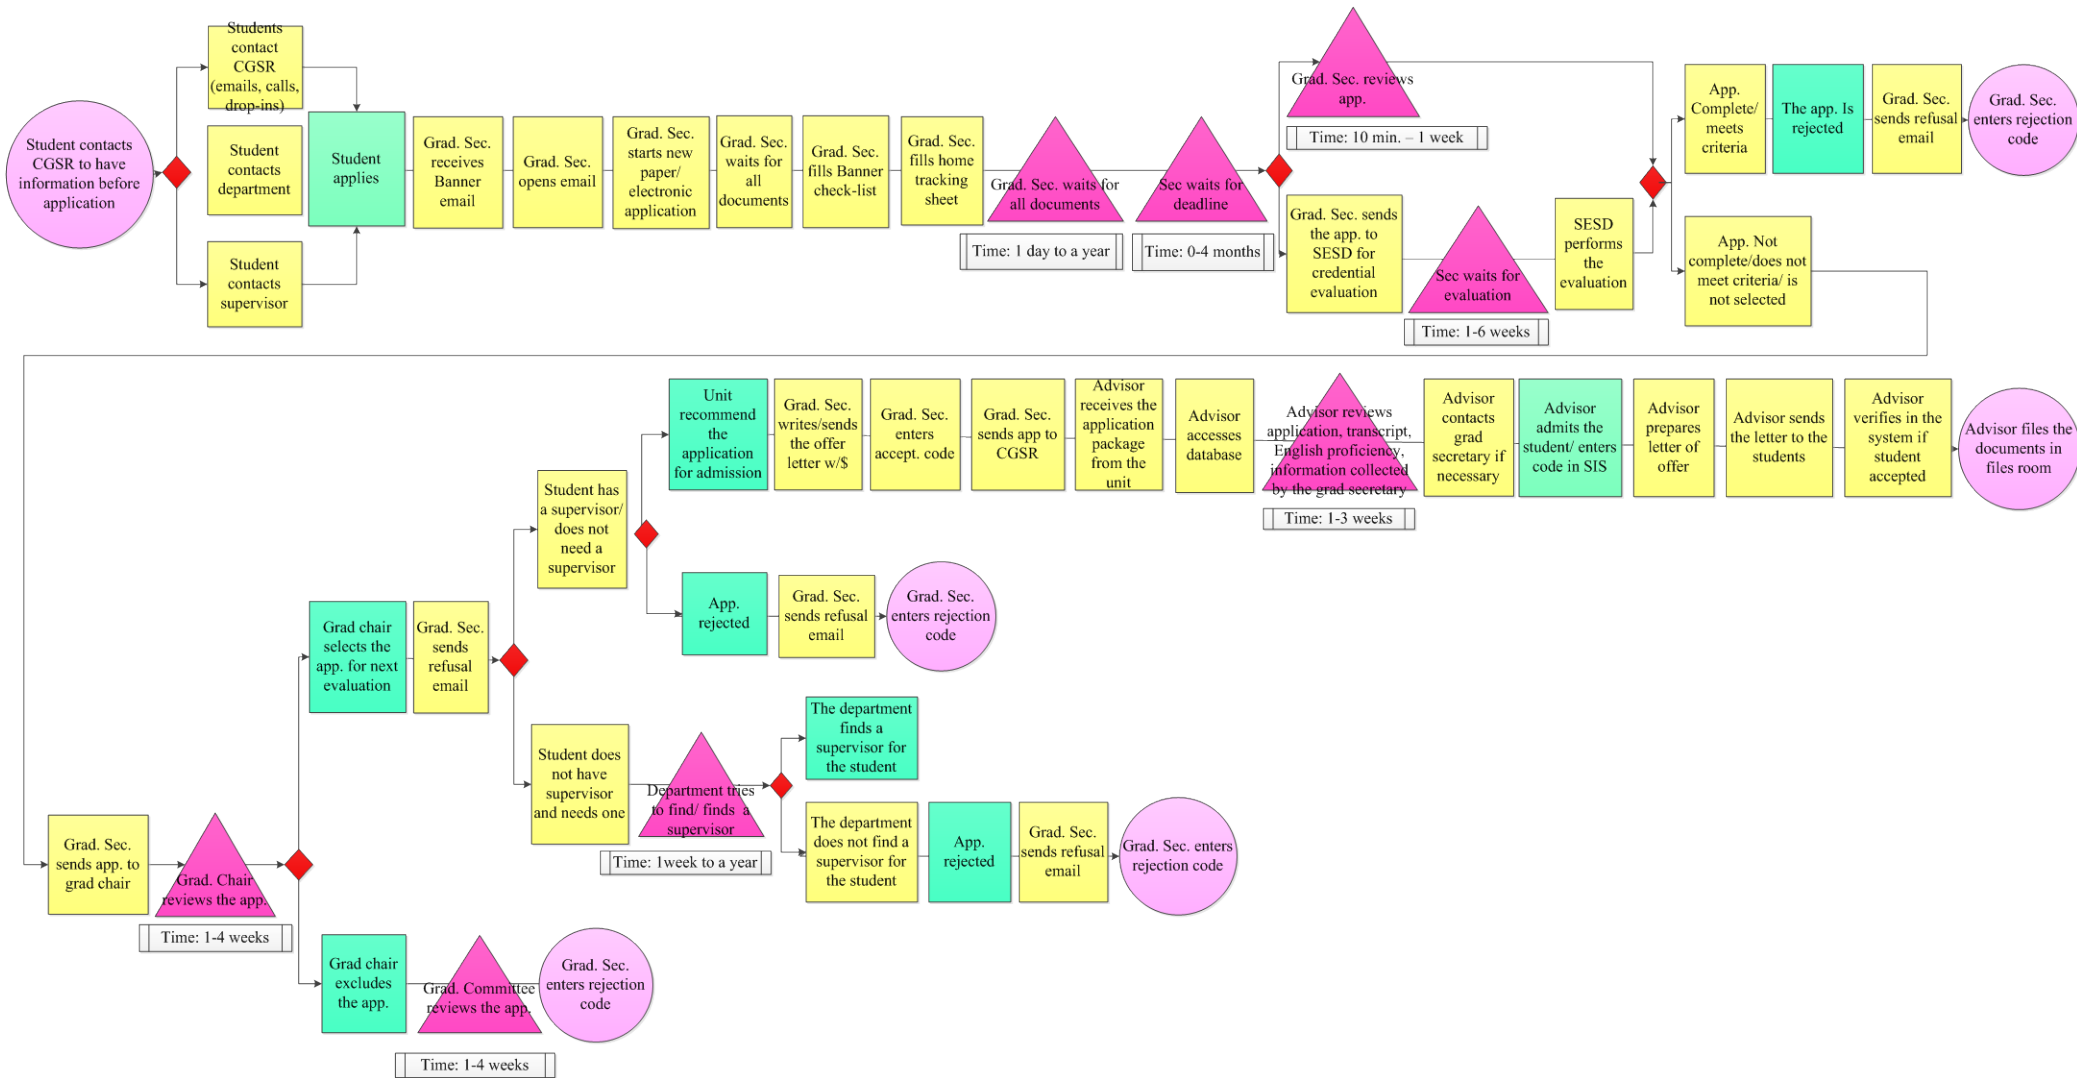 Student contacts
CGSR to have
information before
application
Students
contact
CGSR
(emails, calls,
drop-ins)
Student
contacts
department
Student
contacts
supervisor
Student
applies
Grad. Sec.
receives
Banner
email
Grad. Sec.
opens email
Grad. Sec.
starts new
paper/
electronic
application
Grad. Sec.
waits for
all
documents
Grad. Sec.
fills Banner
check-list
Grad. Sec.
fills home
tracking
sheet
Grad. Sec. waits for
all documents
Time: 1 day to a year
Sec waits for
deadline
Time: 0-4 months
Grad. Sec. reviews
app.
Time: 10 min. – 1 week
Grad. Sec. sends
the app. to
SESD for
credential
evaluation
Sec waits for
evaluation
Time: 1-6 weeks
SESD
performs
the
evaluation
App.
Complete/
meets
criteria
The app. Is
rejected
Grad. Sec.
sends refusal
email
Grad. Sec.
enters rejection
code
App. Not
complete/does not
meet criteria/ is
not selected
Grad. Sec.
sends app. to
grad chair
Grad. Chair
reviews the app.
Time: 1-4 weeks
Grad chair
selects the
app. for next
evaluation
Grad. Sec.
sends
refusal
email
Student has
a supervisor/
does not
need a
supervisor
Unit
recommend
the
application
for admission
Grad. Sec.
writes/sends
the offer
letter w/$
Grad. Sec.
enters
accept. code
Grad. Sec.
sends app to
CGSR
Advisor
receives the
application
package
from the
unit
Advisor
accesses
database
Advisor reviews
application, transcript,
English proficiency,
information collected
by the grad secretary
Time: 1-3 weeks
Advisor
contacts
grad
secretary if
necessary
Advisor
admits the
student/ enters
code in SIS
Advisor
prepares
letter of
offer
Advisor sends
the letter to the
students
Advisor
verifies in the
system if
student
accepted
Advisor files the
documents in
files room
App.
rejected
Grad. Sec.
sends refusal
email
Grad. Sec.
enters rejection
code
Student does
not have
supervisor
and needs one
Department tries
to find/ finds a
supervisor
Time: 1week to a year
The department
finds a
supervisor for
the student
The department
does not find a
supervisor for
the student
App.
rejected
Grad. Sec.
sends refusal
email
Grad. Sec. enters
rejection code
Grad chair
excludes
the app.
Grad. Committee
reviews the app.
Time: 1-4 weeks
Grad. Sec.
enters rejection
code